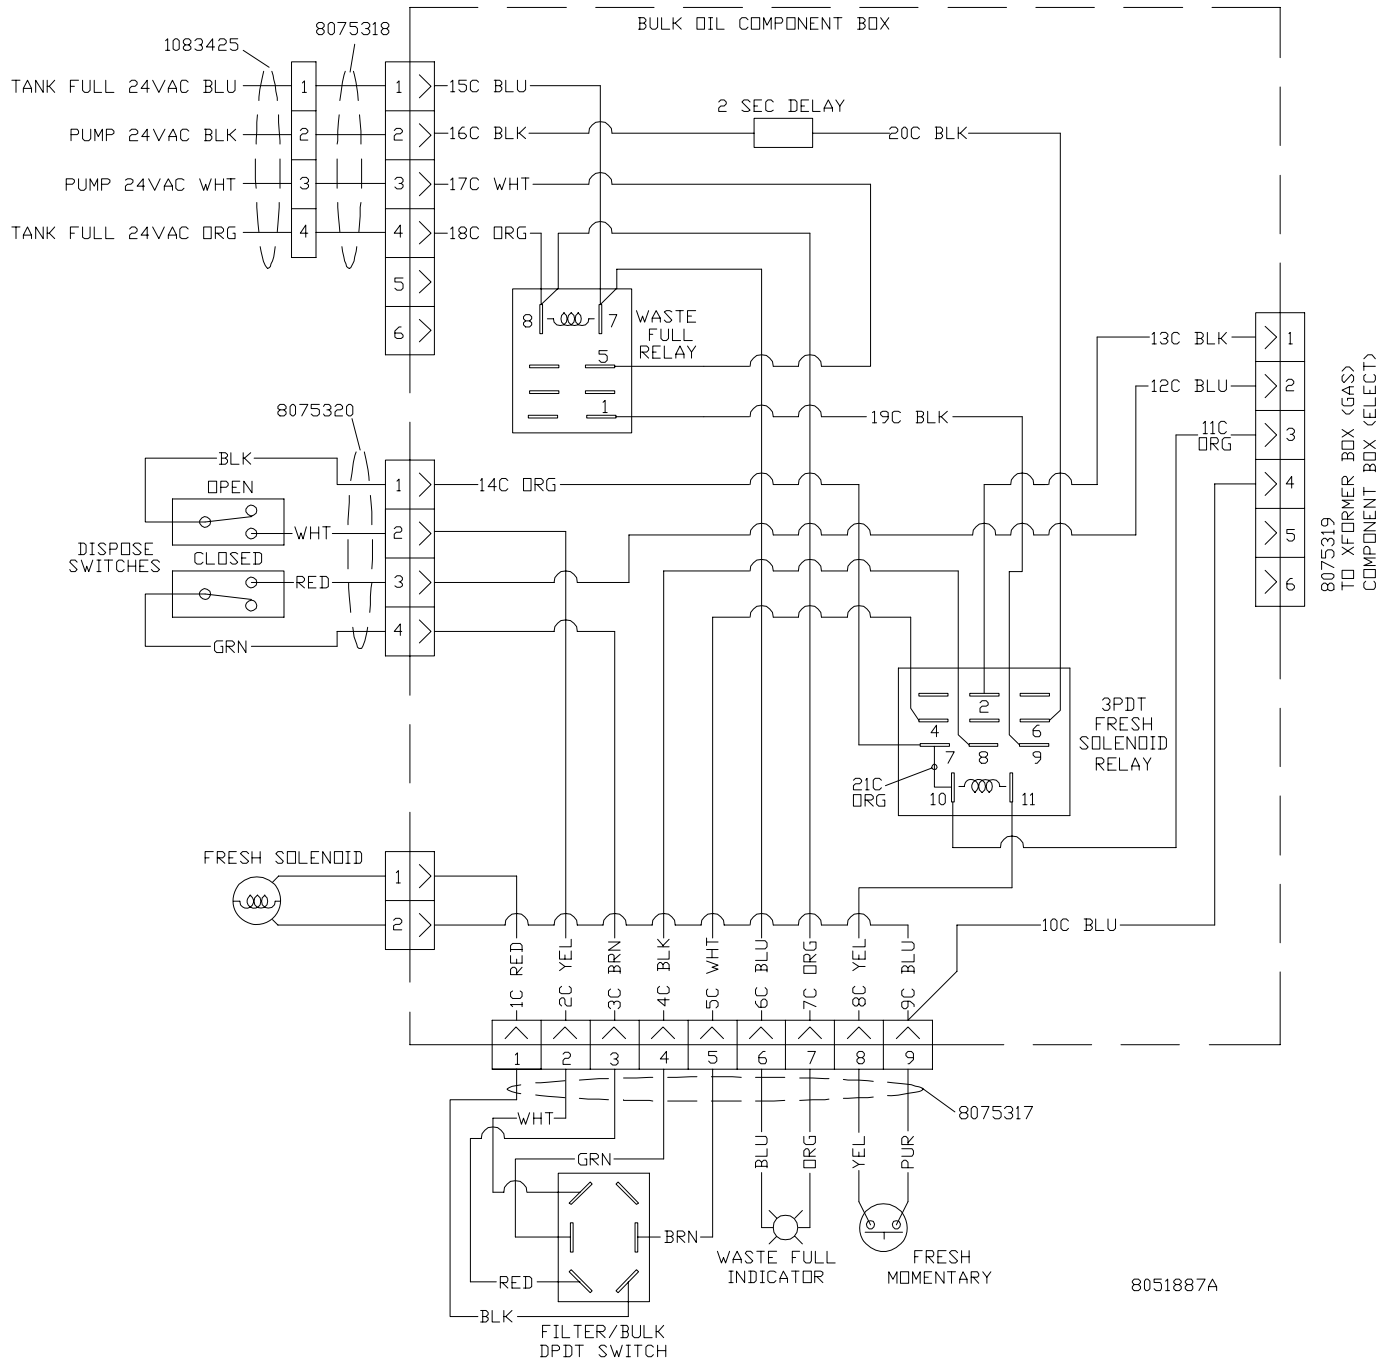 BULK OIL COMPONENT BOX
8075318
1083425
TANK FULL 24VAC BLU
1
1
15C BLU
2 SEC DELAY
PUMP 24VAC BLK
2
2
16C BLK
20C BLK
PUMP 24VAC WHT
3
3
17C WHT
TANK FULL 24VAC ORG
4
4
18C ORG
5
6
8
7
WASTE
FULL
RELAY
5
1
19C BLK
13C BLK
1
12C BLU
2
11C
ORG
3
4
5
6
8075319
TO XFORMER BOX (GAS)
COMPONENT BOX (ELECT)
8075320
BLK
OPEN
1
14C ORG
WHT
2
DISPOSE
SWITCHES
CLOSED
RED
3
4
GRN
2
4
6
7
8
9
21C
ORG
10
11
3PDT
FRESH
SOLENOID
RELAY
FRESH SOLENOID
1
2
10C BLU
1C RED
2C YEL
3C BRN
4C BLK
5C WHT
6C BLU
7C ORG
8C YEL
9C BLU
1
2
3
4
5
6
7
8
9
8075317
WHT
GRN
BLU
ORG
YEL
PUR
BRN
RED
BLK
WASTE FULL
INDICATOR
FRESH
MOMENTARY
8051887A
FILTER/BULK
DPDT SWITCH